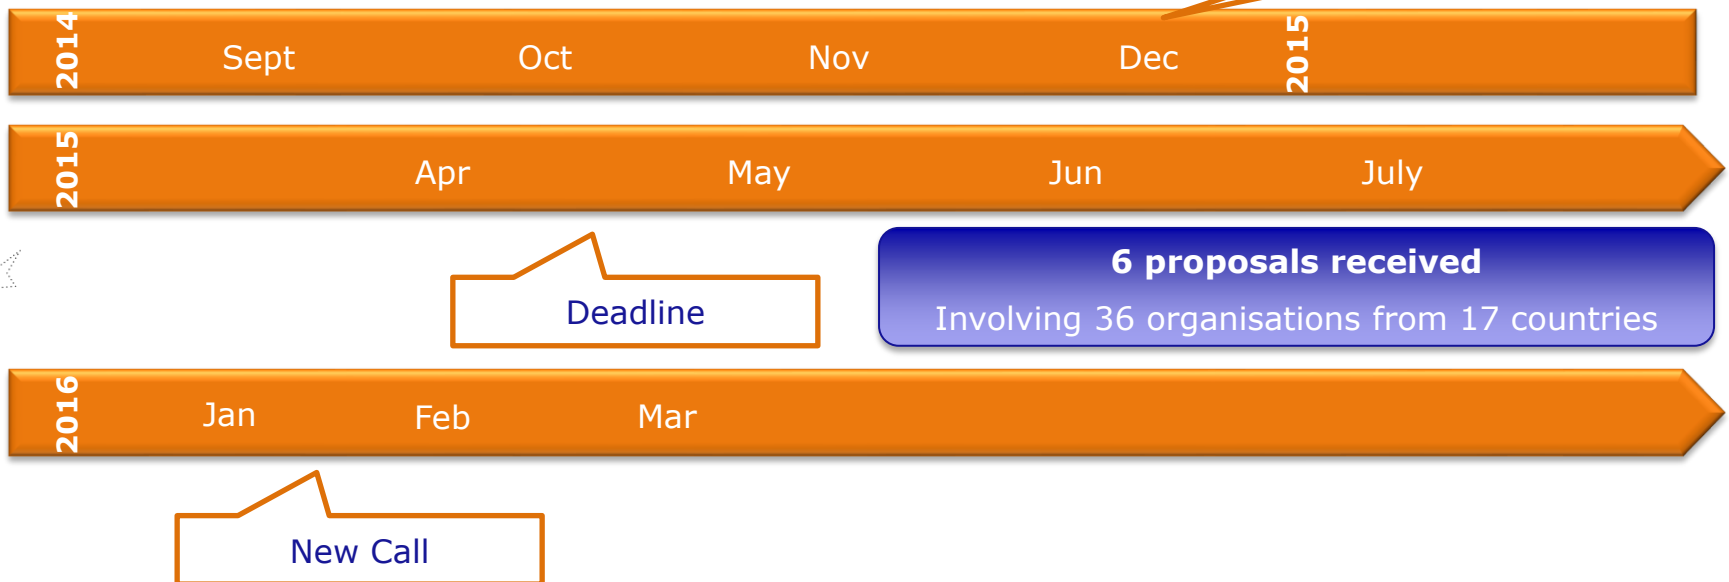 2014 Sept Oct Nov Dec 2015
2015 Apr May Jun July
Deadline
6 proposals received
Involving 36 organisations from 17 countries
2016 Jan Feb Mar
New Call